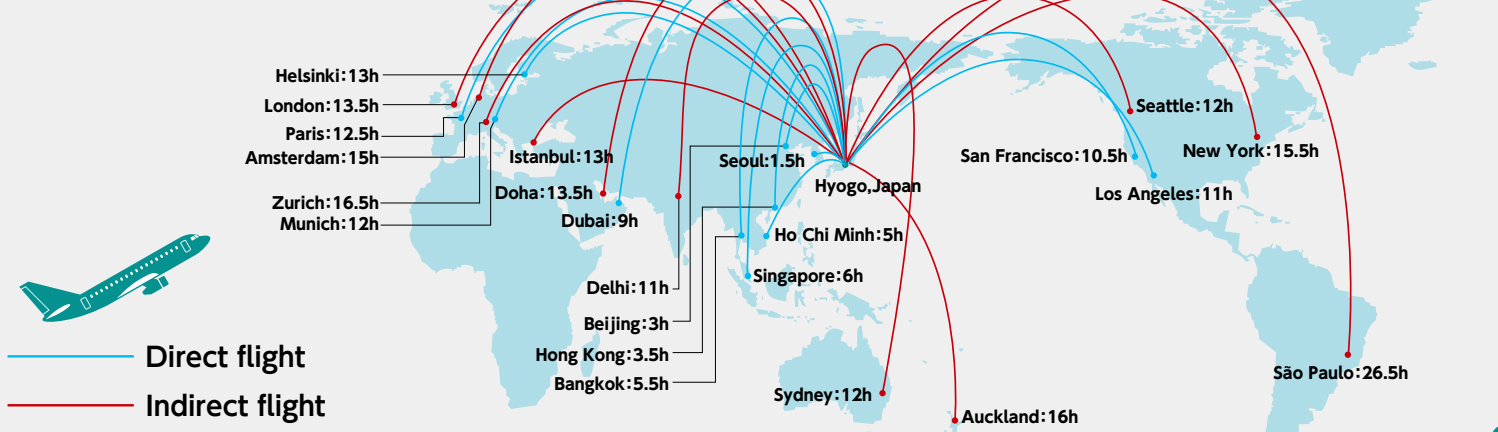 Helsinki:13h
London:13.5h
Paris:12.5h
Amsterdam:15h
Zurich:16.5h
Munich:12h
Istanbul:13h
Doha:13.5h
Dubai:9h
Seoul:1.5h
Hyogo,Japan
Ho Chi Minh:5h
Singapore:6h
Delhi:11h
Beijing:3h
Hong Kong:3.5h
Bangkok:5.5h
Sydney:12h
Auckland:16h
Seattle:12h
San Francisco:10.5h
New York:15.5h
Los Angeles:11h
São Paulo:26.5h
Direct flight
Indirect flight